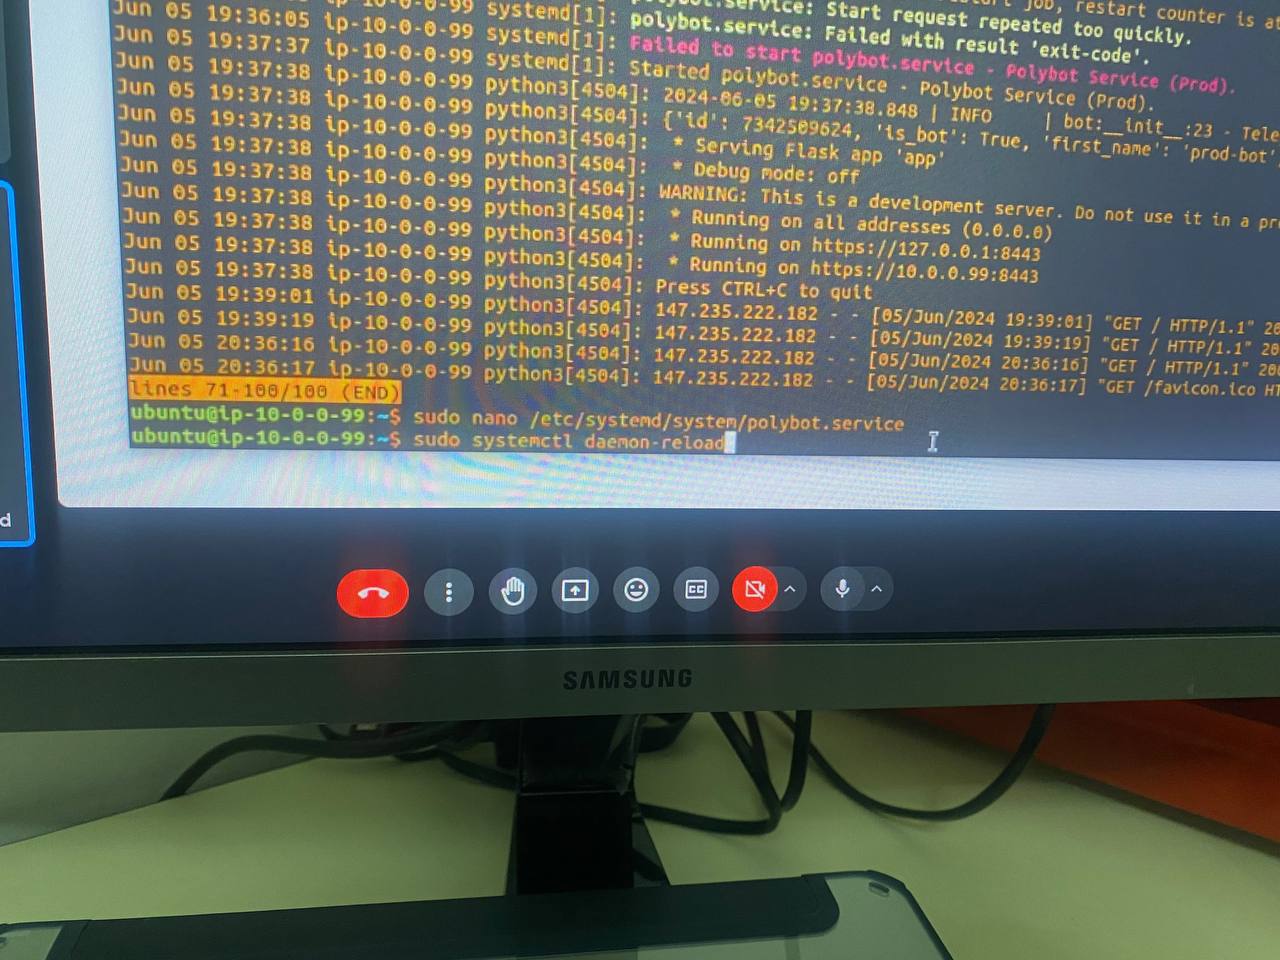 job, restart counter is a
polybot.service: Start request repeated too quickly.
Jun 05 19:36:05 ip-10-0-0-99 systemd[1]: polybot.service: Failed with result 'exit-code'.
Jun 05 19:37:37 ip-10-0-0-99 systemd[1]: Failed to start polybot.service - Polybot Service (Prod).
Jun 05 19:37:38 ip-10-0-0-99 systemd[1]: Started polybot.service - Polybot Service (Prod).
Jun 05 19:37:38 ip-10-0-0-99 python3[4504]: 2024-06-05 19:37:38.848 | INFO | bot:__init__:23 - Tele
Jun 05 19:37:38 ip-10-0-0-99 python3[4504]: {'id': 7342509624, 'is_bot': True, 'first_name': 'prod-bot'
Jun 05 19:37:38 ip-10-0-0-99 python3[4504]: * Serving Flask app 'app'
Jun 05 19:37:38 ip-10-0-0-99 python3[4504]: * Debug mode: off
Jun 05 19:37:38 ip-10-0-0-99 python3[4504]: WARNING: This is a development server. Do not use it in a pr
Jun 05 19:37:38 ip-10-0-0-99 python3[4504]: * Running on all addresses (0.0.0.0)
Jun 05 19:37:38 ip-10-0-0-99 python3[4504]: * Running on https://127.0.0.1:8443
Jun 05 19:37:38 ip-10-0-0-99 python3[4504]: * Running on https://10.0.0.99:8443
Jun 05 19:37:38 ip-10-0-0-99 python3[4504]: Press CTRL+C to quit
Jun 05 19:39:01 ip-10-0-0-99 python3[4504]: 147.235.222.182 - - [05/Jun/2024 19:39:01] "GET / HTTP/1.1" 20
Jun 05 19:39:19 ip-10-0-0-99 python3[4504]: 147.235.222.182 - - [05/Jun/2024 19:39:19] "GET / HTTP/1.1" 20
Jun 05 20:36:16 ip-10-0-0-99 python3[4504]: 147.235.222.182 - - [05/Jun/2024 20:36:16] "GET / HTTP/1.1" 200
Jun 05 20:36:17 ip-10-0-0-99 python3[4504]: 147.235.222.182 - - [05/Jun/2024 20:36:17] "GET /favicon.ico HT
lines 71-100/100 (END)
ubuntu@ip-10-0-0-99:~$ sudo nano /etc/systemd/system/polybot.service
ubuntu@ip-10-0-0-99:~$ sudo systemctl daemon-reload
d
CC
SAMSUNG